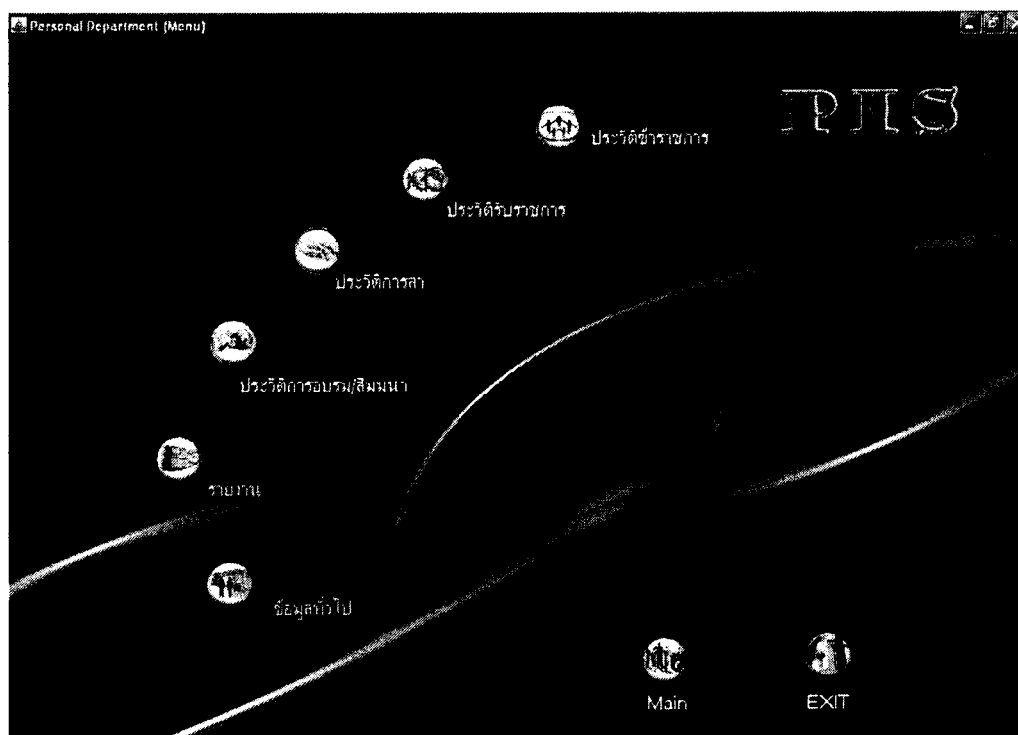 Personal Department (Menu)
PMS
ประวัติข้าราชการ
ประวัติรับราชการ
ประวัติการลา
ประวัติการอบรม/สัมมนา
รายงาน
ข้อมูลทั่วไป
Main
EXIT